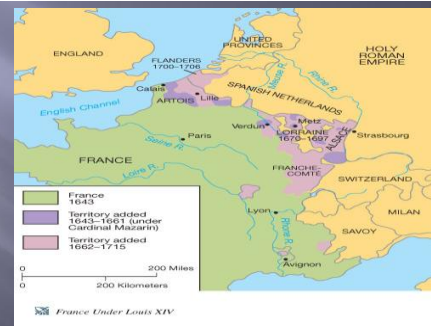 ENGLAND
UNITED
PROVINCES
HOLY
ROMAN
EMPIRE
FLANDERS
1700–1706
Calais
Lille
ARTOIS
English Channel
Meuse R.
Rhine R.
SPANISH NETHERLANDS
Verdun
Metz
LORRAINE
1670–1697
ALSACE
Strasbourg
Paris
Seine R.
FRANCE
Loire R.
FRANCHE-
COMTÉ
SWITZERLAND
Lyon
MILAN
SAVOY
Rhone R.
Avignon
France
1643
Territory added
1643–1661 (under
Cardinal Mazarin)
Territory added
1662–1715
0 200 Miles
0 200 Kilometers
France Under Louis XIV